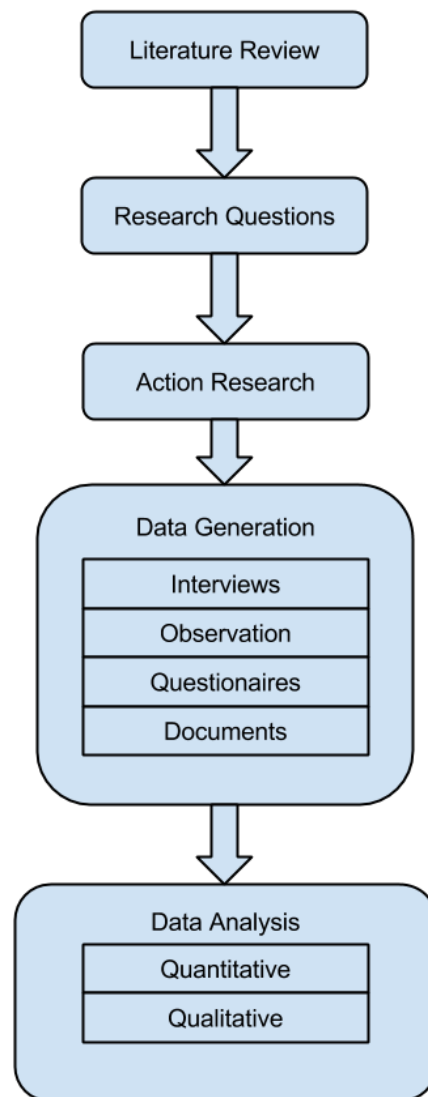 Literature Review
Research Questions
Action Research
Data Generation
Interviews
Observation
Questionaires
Documents
Data Analysis
Quantitative
Qualitative